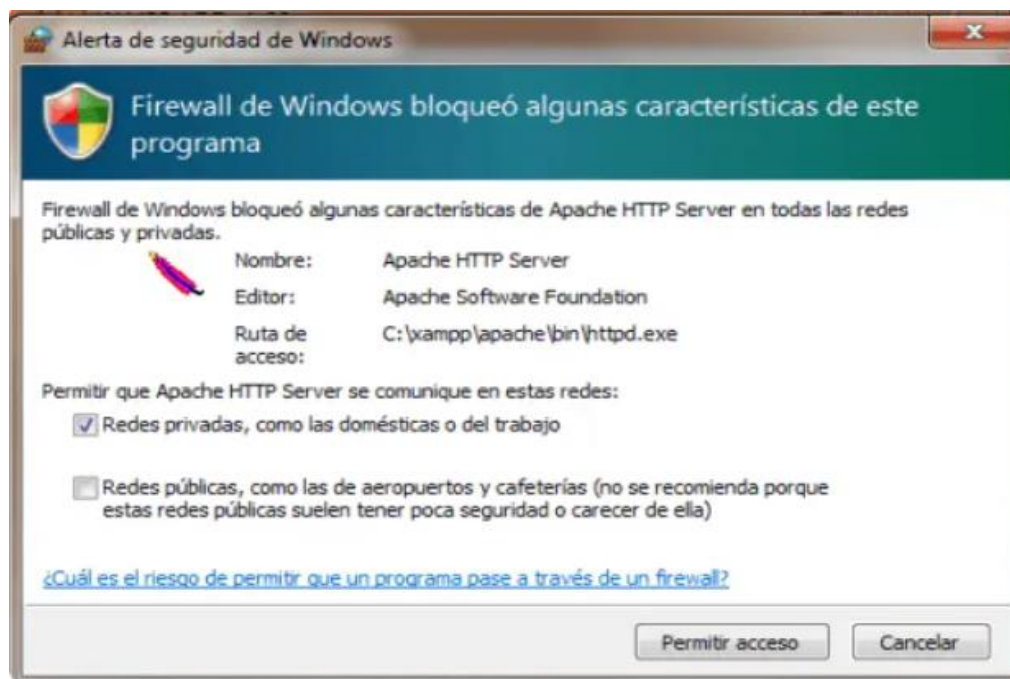 Alerta de seguridad de Windows
Firewall de Windows bloqueó algunas características de este
programa
Firewall de Windows bloqueó algunas características de Apache HTTP Server en todas las redes
públicas y privadas.
Nombre: Apache HTTP Server
Editor: Apache Software Foundation
Ruta de C:\xampp\apache\bin\httpd.exe
acceso:
Permitir que Apache HTTP Server se comunique en estas redes:
Redes privadas, como las domésticas o del trabajo
Redes públicas, como las de aeropuertos y cafeterías (no se recomienda porque
estas redes públicas suelen tener poca seguridad o carecer de ella)
¿Cuál es el riesgo de permitir que un programa pase a través de un firewall?
Permitir acceso Cancelar